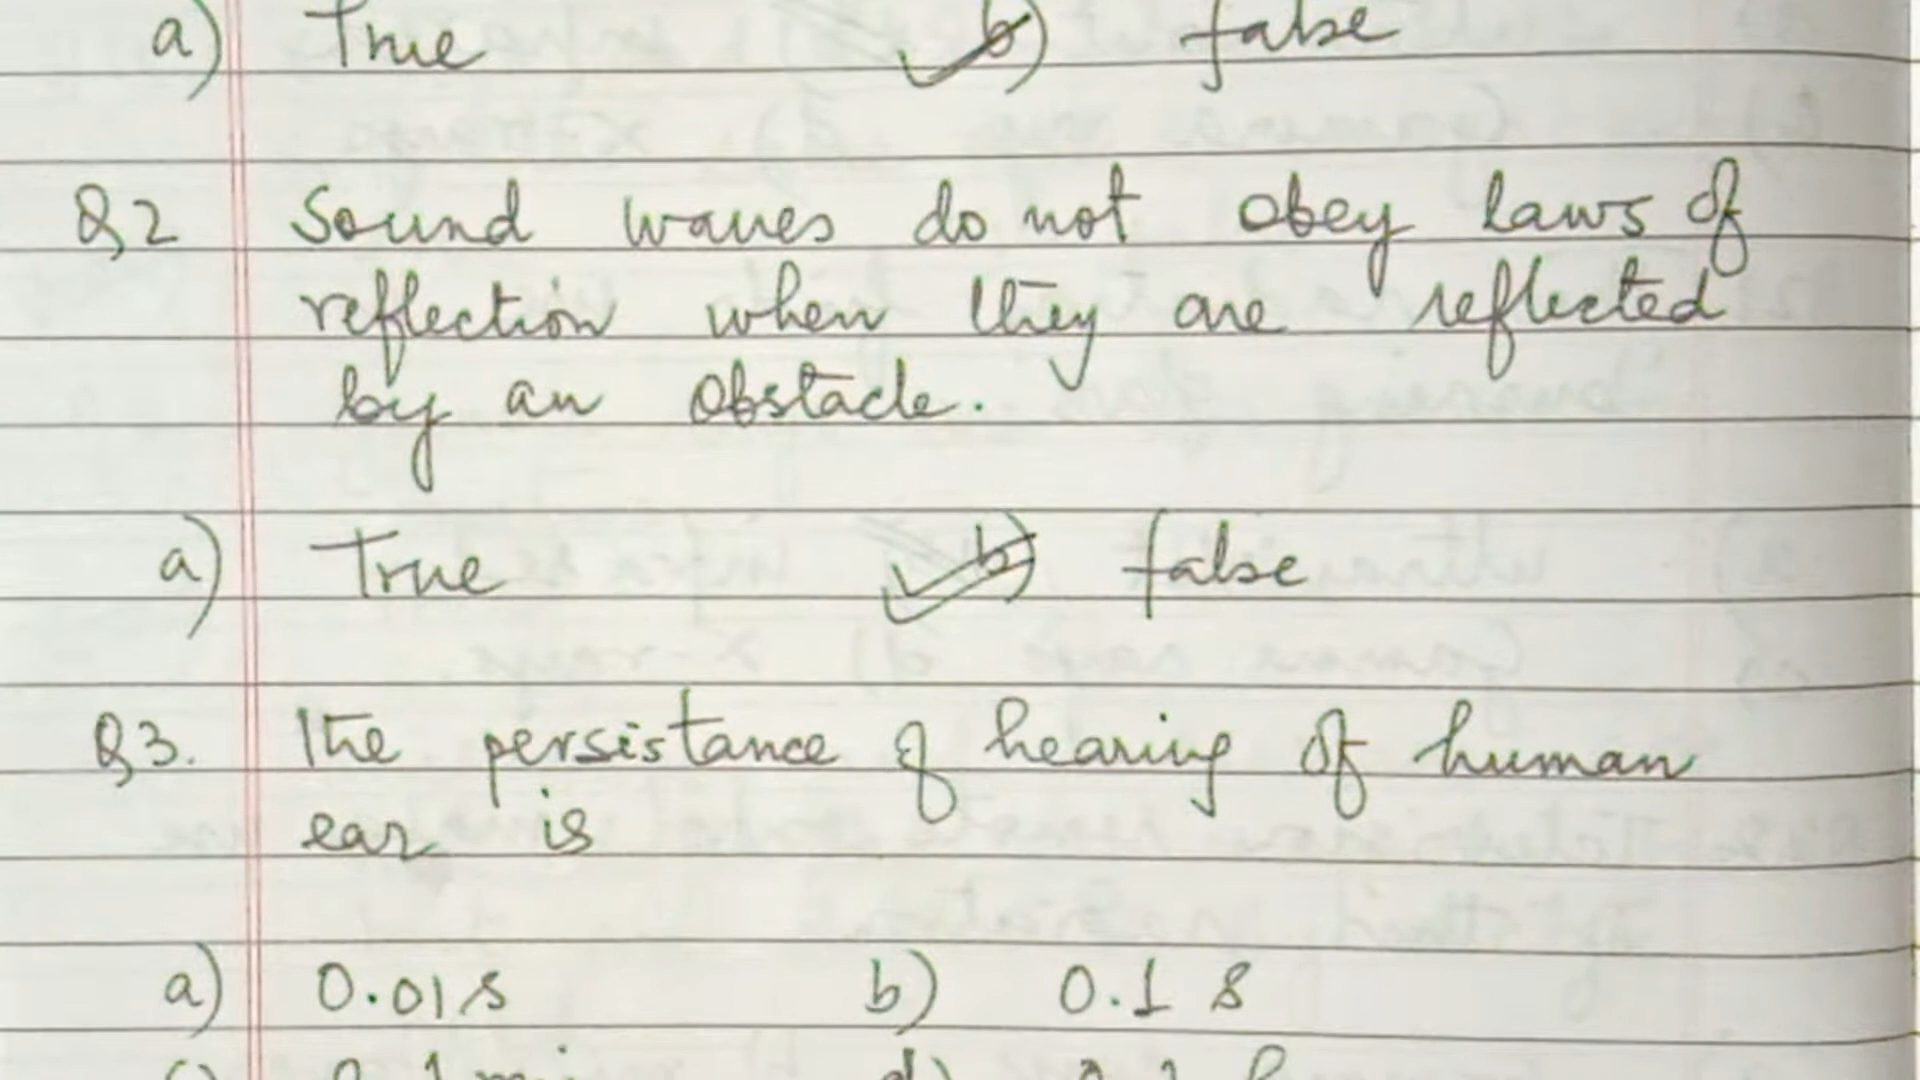 a) True b) false
Q2 Sound waves do not obey laws of
reflection when they are reflected
by an obstacle.
a) True b) false
Q3. The persistance of hearing of human
ear is
a) 0.01s b) 0.1 s